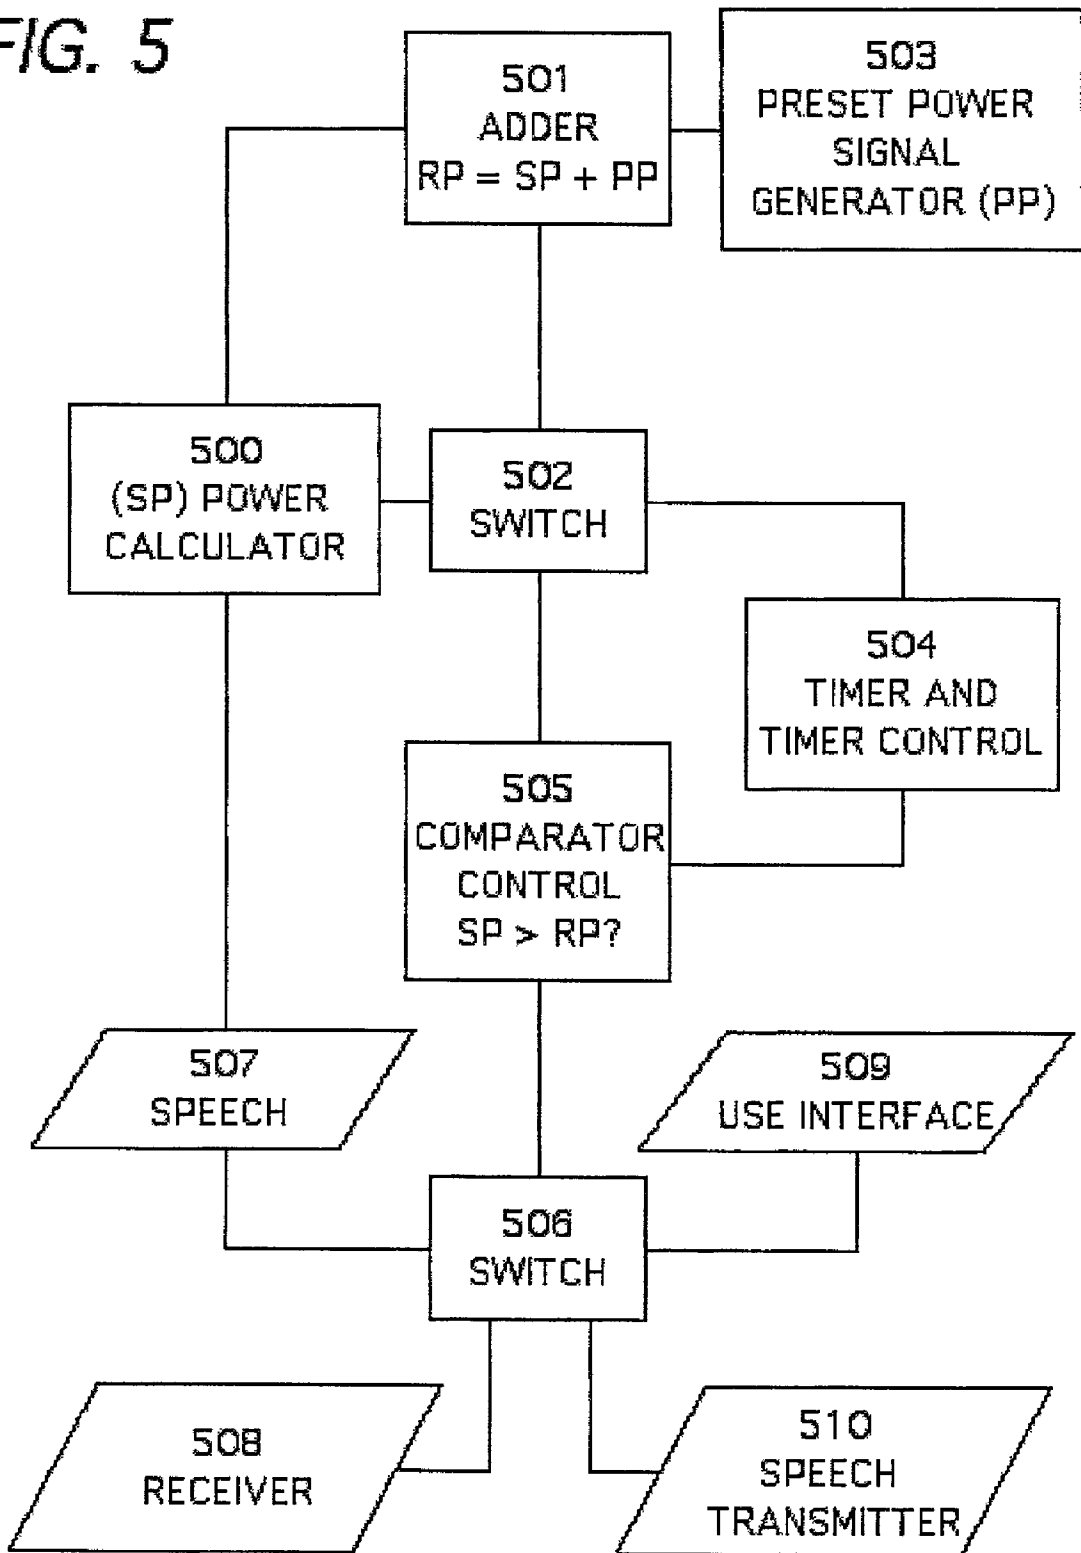 FIG. 5
501
ADDER
RP = SP + PP
503
PRESET POWER
SIGNAL
GENERATOR (PP)
500
(SP) POWER
CALCULATOR
502
SWITCH
504
TIMER AND
TIMER CONTROL
505
COMPARATOR
CONTROL
SP > RP?
507
SPEECH
509
USE INTERFACE
506
SWITCH
508
RECEIVER
510
SPEECH
TRANSMITTER